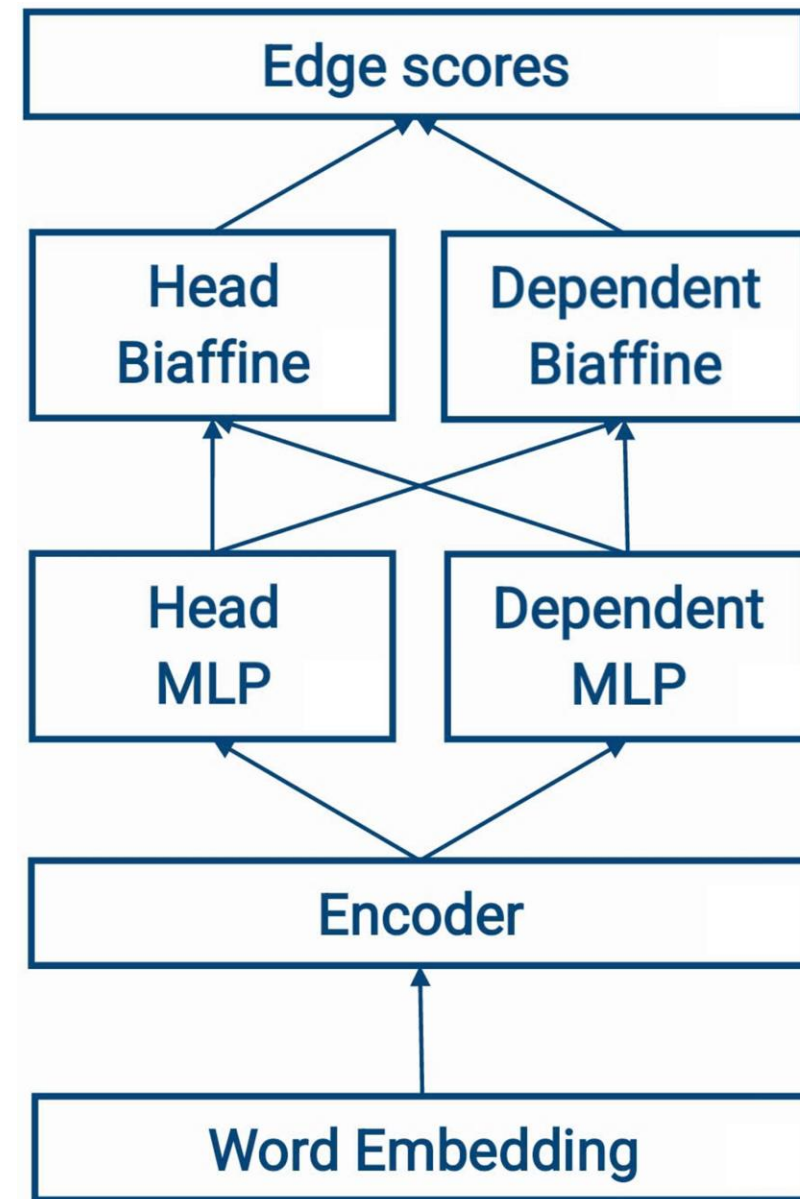 Edge scores
Head
Biaffine
Dependent
Biaffine
Head
MLP
Dependent
MLP
Encoder
Word Embedding